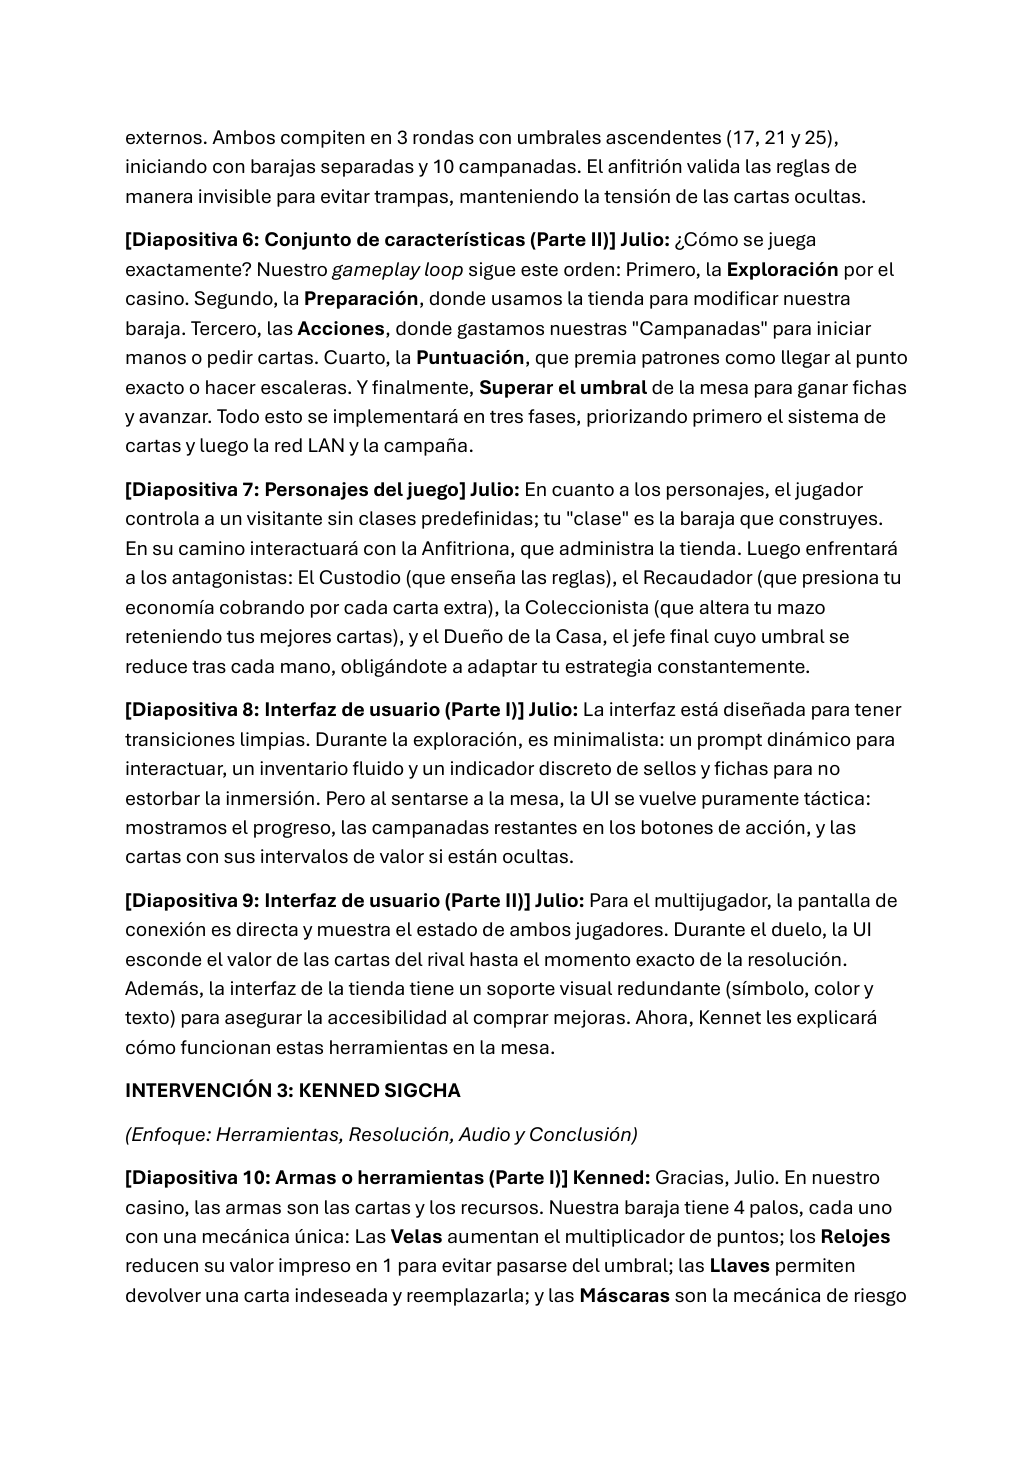 externos. Ambos compiten en 3 rondas con umbrales ascendentes (17, 21 y 25),
iniciando con barajas separadas y 10 campanadas. El anfitrión valida las reglas de
manera invisible para evitar trampas, manteniendo la tensión de las cartas ocultas.
[Diapositiva 6: Conjunto de características (Parte II)] Julio: ¿Cómo se juega
exactamente? Nuestro gameplay loop sigue este orden: Primero, la Exploración por el
casino. Segundo, la Preparación, donde usamos la tienda para modificar nuestra
baraja. Tercero, las Acciones, donde gastamos nuestras "Campanadas" para iniciar
manos o pedir cartas. Cuarto, la Puntuación, que premia patrones como llegar al punto
exacto o hacer escaleras. Y finalmente, Superar el umbral de la mesa para ganar fichas
y avanzar. Todo esto se implementará en tres fases, priorizando primero el sistema de
cartas y luego la red LAN y la campaña.
[Diapositiva 7: Personajes del juego] Julio: En cuanto a los personajes, el jugador
controla a un visitante sin clases predefinidas; tu "clase" es la baraja que construyes.
En su camino interactuará con la Anfitriona, que administra la tienda. Luego enfrentará
a los antagonistas: El Custodio (que enseña las reglas), el Recaudador (que presiona tu
economía cobrando por cada carta extra), la Coleccionista (que altera tu mazo
reteniendo tus mejores cartas), y el Dueño de la Casa, el jefe final cuyo umbral se
reduce tras cada mano, obligándote a adaptar tu estrategia constantemente.
[Diapositiva 8: Interfaz de usuario (Parte I)] Julio: La interfaz está diseñada para tener
transiciones limpias. Durante la exploración, es minimalista: un prompt dinámico para
interactuar, un inventario fluido y un indicador discreto de sellos y fichas para no
estorbar la inmersión. Pero al sentarse a la mesa, la UI se vuelve puramente táctica:
mostramos el progreso, las campanadas restantes en los botones de acción, y las
cartas con sus intervalos de valor si están ocultas.
[Diapositiva 9: Interfaz de usuario (Parte II)] Julio: Para el multijugador, la pantalla de
conexión es directa y muestra el estado de ambos jugadores. Durante el duelo, la UI
esconde el valor de las cartas del rival hasta el momento exacto de la resolución.
Además, la interfaz de la tienda tiene un soporte visual redundante (símbolo, color y
texto) para asegurar la accesibilidad al comprar mejoras. Ahora, Kennet les explicará
cómo funcionan estas herramientas en la mesa.
INTERVENCIÓN 3: KENNED SIGCHA
(Enfoque: Herramientas, Resolución, Audio y Conclusión)
[Diapositiva 10: Armas o herramientas (Parte I)] Kenned: Gracias, Julio. En nuestro
casino, las armas son las cartas y los recursos. Nuestra baraja tiene 4 palos, cada uno
con una mecánica única: Las Velas aumentan el multiplicador de puntos; los Relojes
reducen su valor impreso en 1 para evitar pasarse del umbral; las Llaves permiten
devolver una carta indeseada y reemplazarla; y las Máscaras son la mecánica de riesgo